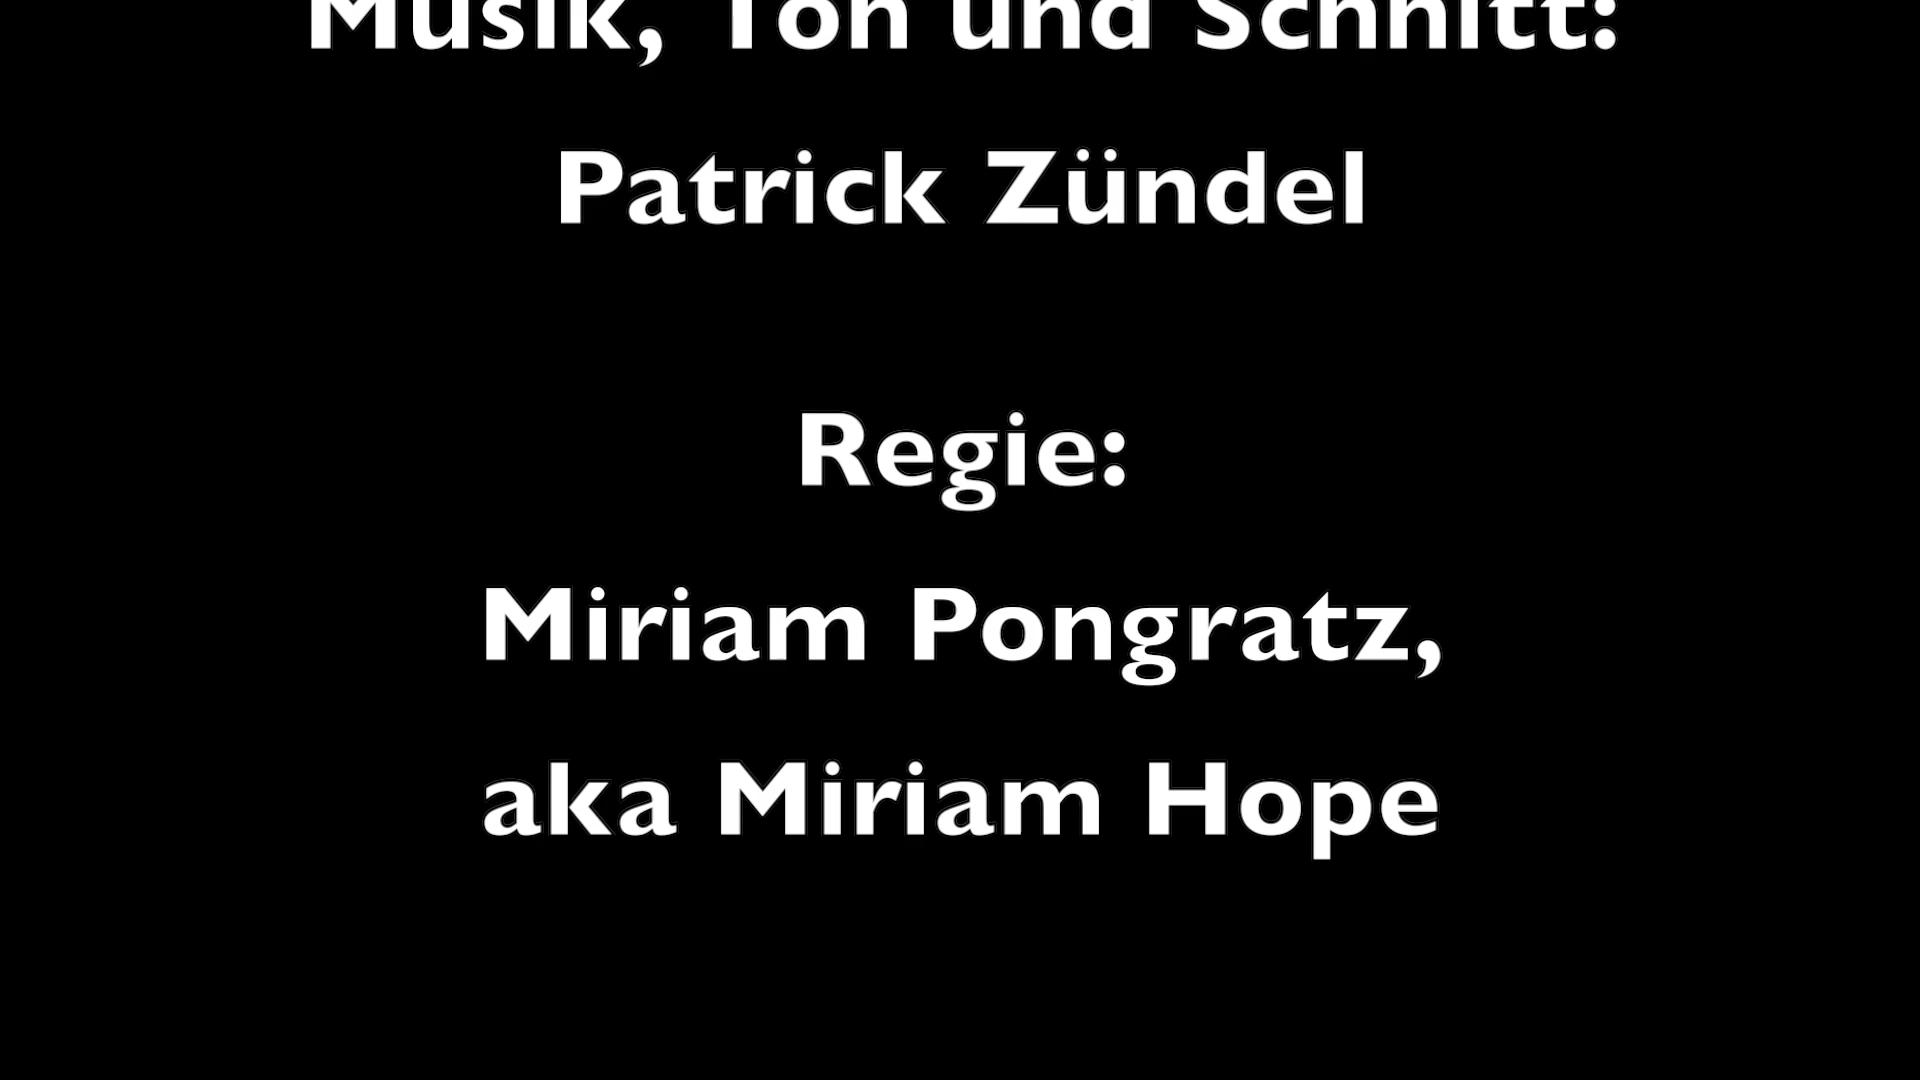 Musik, Ton und Schnitt:
Patrick Zündel
Regie:
Miriam Pongratz,
aka Miriam Hope